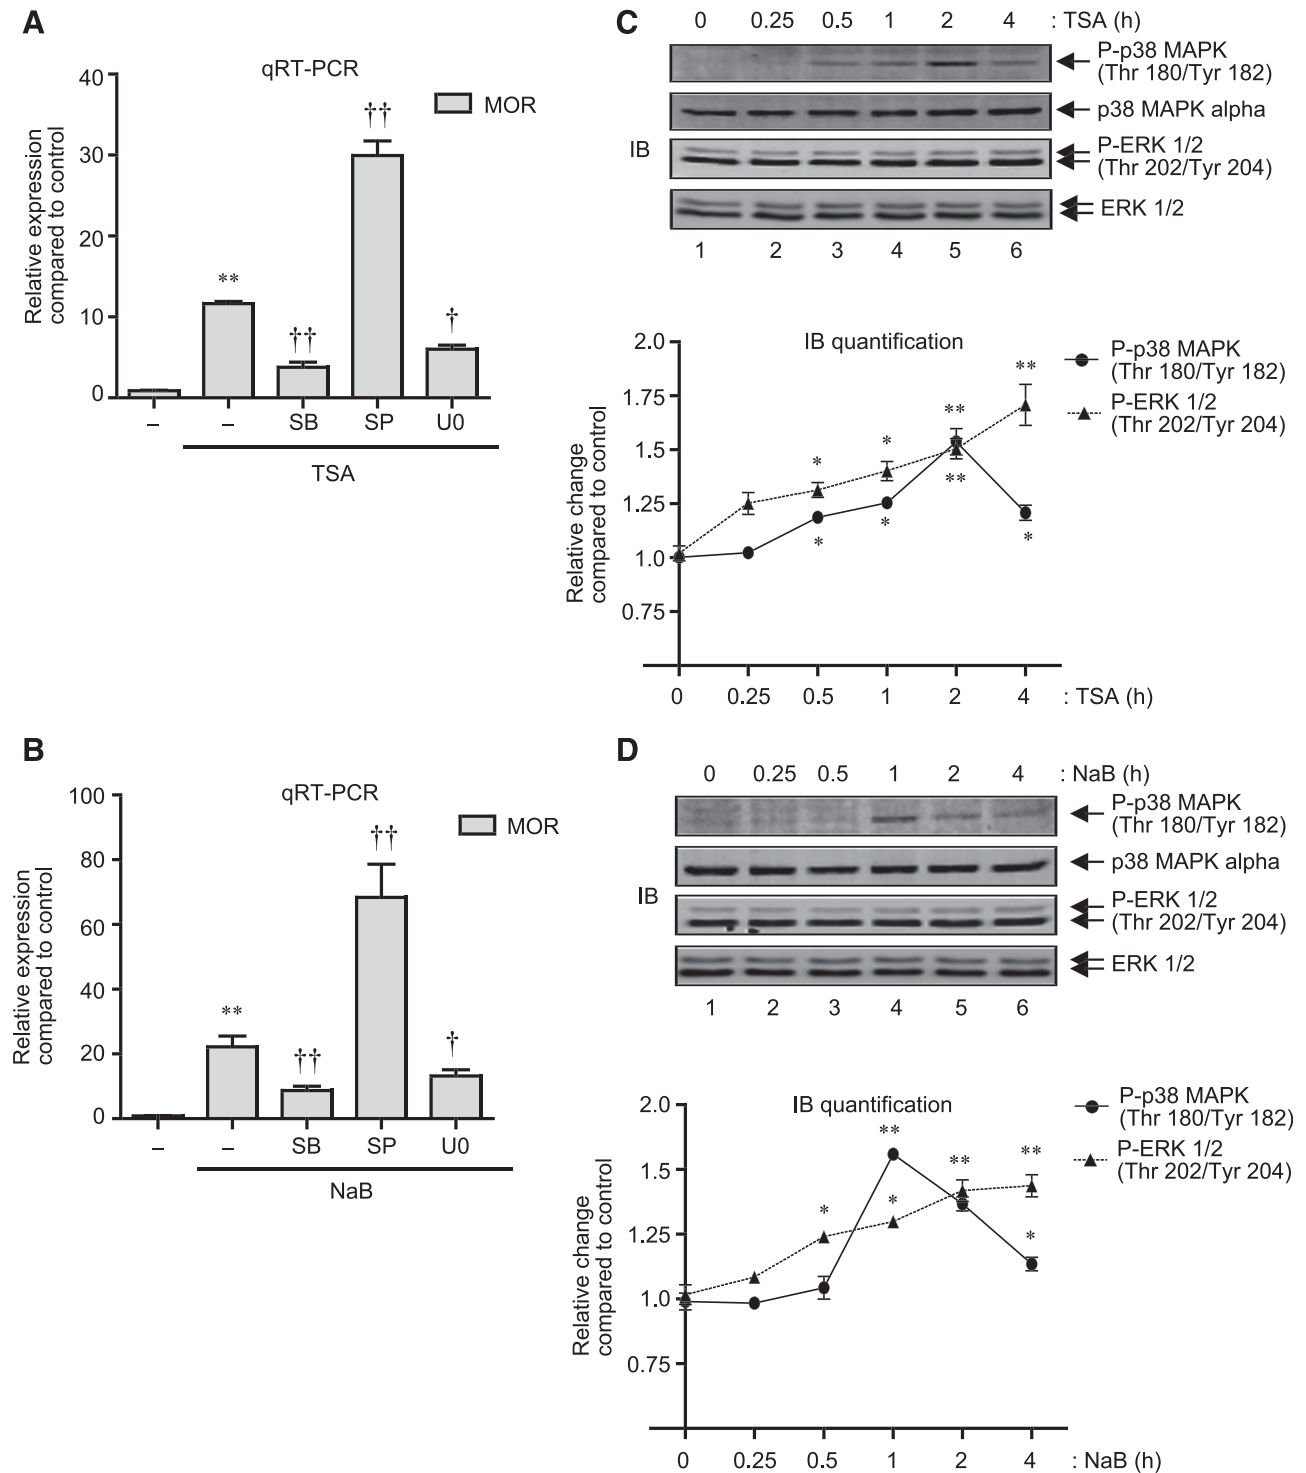 A
qRT-PCR
MOR
Relative expression
compared to control
40
30
20
10
0
**
††
††
†
–
–
SB
SP
U0
TSA
C
0
0.25
0.5
1
2
4
: TSA (h)
IB
P-p38 MAPK
(Thr 180/Tyr 182)
p38 MAPK alpha
P-ERK 1/2
(Thr 202/Tyr 204)
ERK 1/2
1
2
3
4
5
6
IB quantification
P-p38 MAPK
(Thr 180/Tyr 182)
P-ERK 1/2
(Thr 202/Tyr 204)
Relative change
compared to control
2.0
1.75
1.5
1.25
1.0
0.75
*
*
**
**
*
*
**
*
0
0.25
0.5
1
2
4
: TSA (h)
B
qRT-PCR
MOR
Relative expression
compared to control
100
80
60
40
20
0
**
††
††
†
–
–
SB
SP
U0
NaB
D
0
0.25
0.5
1
2
4
: NaB (h)
IB
P-p38 MAPK
(Thr 180/Tyr 182)
p38 MAPK alpha
P-ERK 1/2
(Thr 202/Tyr 204)
ERK 1/2
1
2
3
4
5
6
IB quantification
P-p38 MAPK
(Thr 180/Tyr 182)
P-ERK 1/2
(Thr 202/Tyr 204)
Relative change
compared to control
2.0
1.5
1.25
1.0
0.75
*
**
*
**
**
*
0
0.25
0.5
1
2
4
: NaB (h)